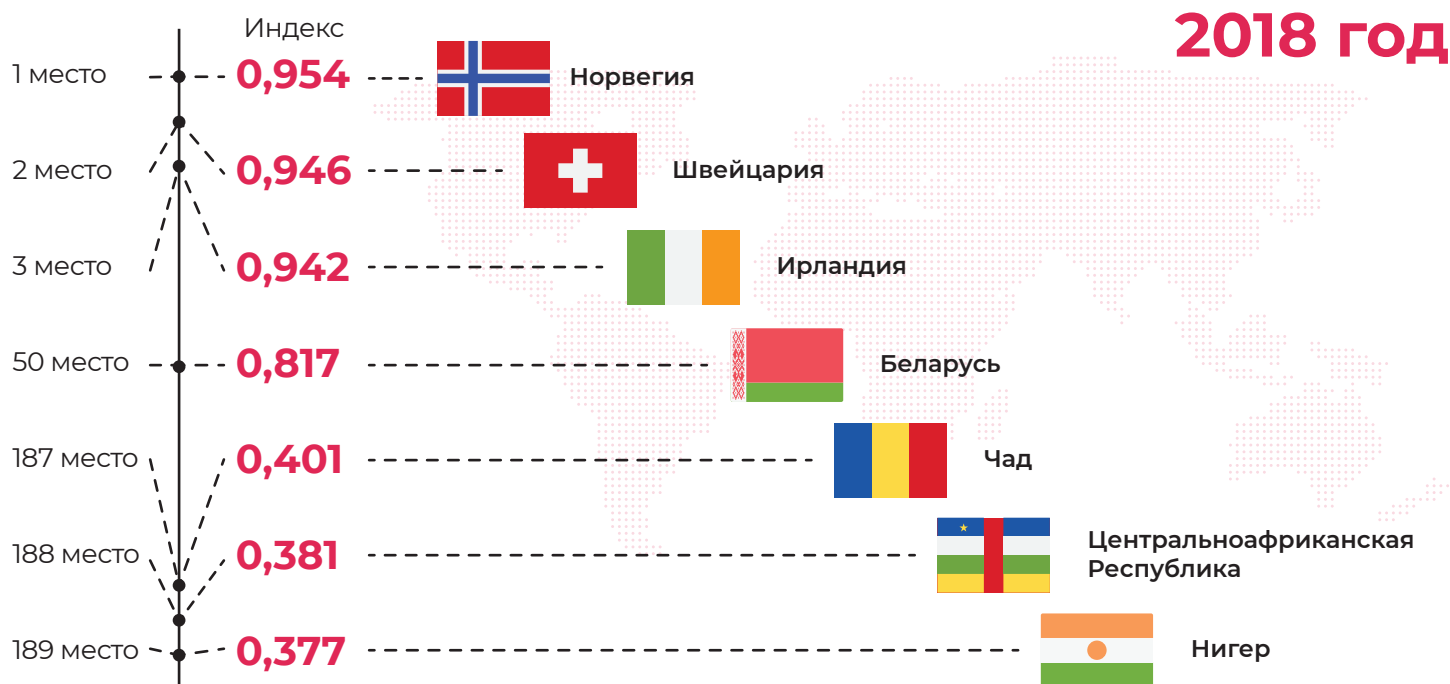 2018 год
Индекс
1 место 0,954 Норвегия
2 место 0,946 Швейцария
3 место 0,942 Ирландия
50 место 0,817 Беларусь
187 место 0,401 Чад
188 место 0,381 Центральноафриканская
Республика
189 место 0,377 Нигер